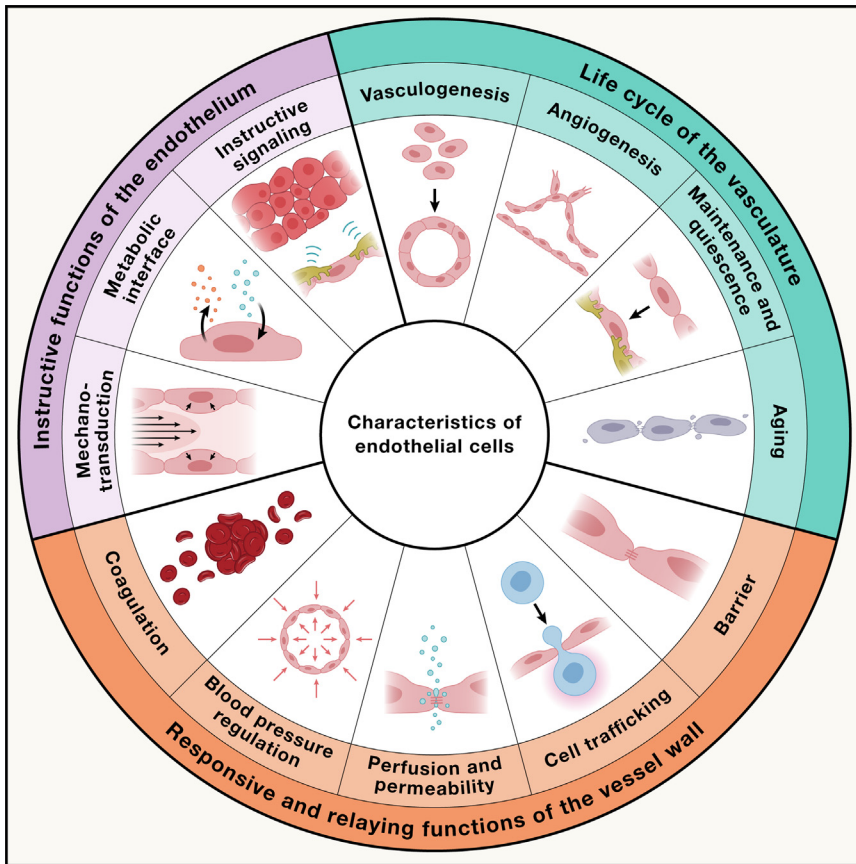 Instructive functions of the endothelium
Life cycle of the vasculature
Responsive and relaying functions of the vessel wall
Instructive
signaling
Vasculogenesis
Angiogenesis
Maintenance and
quiescence
Aging
Barrier
Cell trafficking
Perfusion and
permeability
Blood pressure
regulation
Coagulation
Mechano-
transduction
Metabolic
interface
Characteristics of
endothelial cells